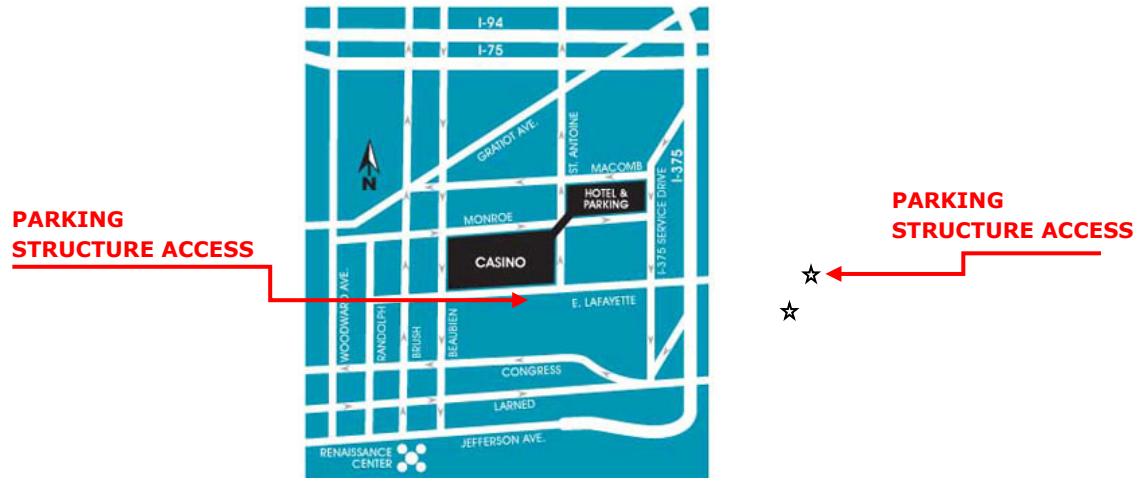 I-94
I-75
GRATIOT AVE.
ST. ANTOINE
I-375
MACOMB
HOTEL &
PARKING
I-375 SERVICE DRIVE
N
MONROE
PARKING
STRUCTURE ACCESS
PARKING
STRUCTURE ACCESS
CASINO
E. LAFAYETTE
WOODWARD AVE.
RANDOLPH
BRUSH
BEAUBIEN
CONGRESS
LARNED
JEFFERSON AVE.
RENAISSANCE
CENTER